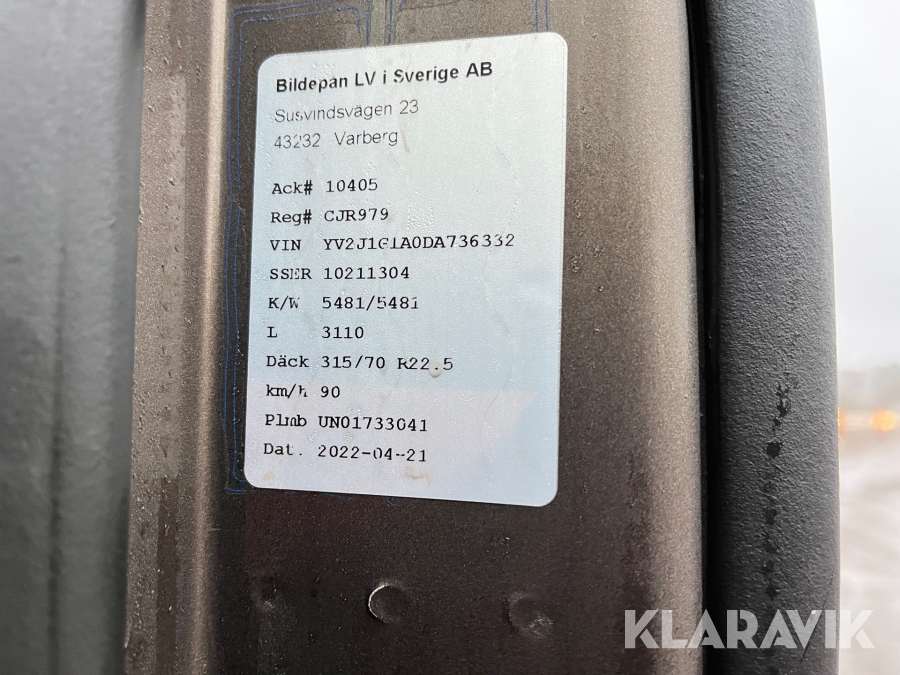 Bildepån LV i Sverige AB
Susvindsvägen 23
43232 Varberg
Ack# 10405
Reg# CJR979
VIN YV2J1G1A0DA736332
SSER 10211304
K/W 5481/5481
L 3110
Däck 315/70 R22.5
km/h 90
Plmb UN01733041
Dat. 2022-04-21
KLARAVIK